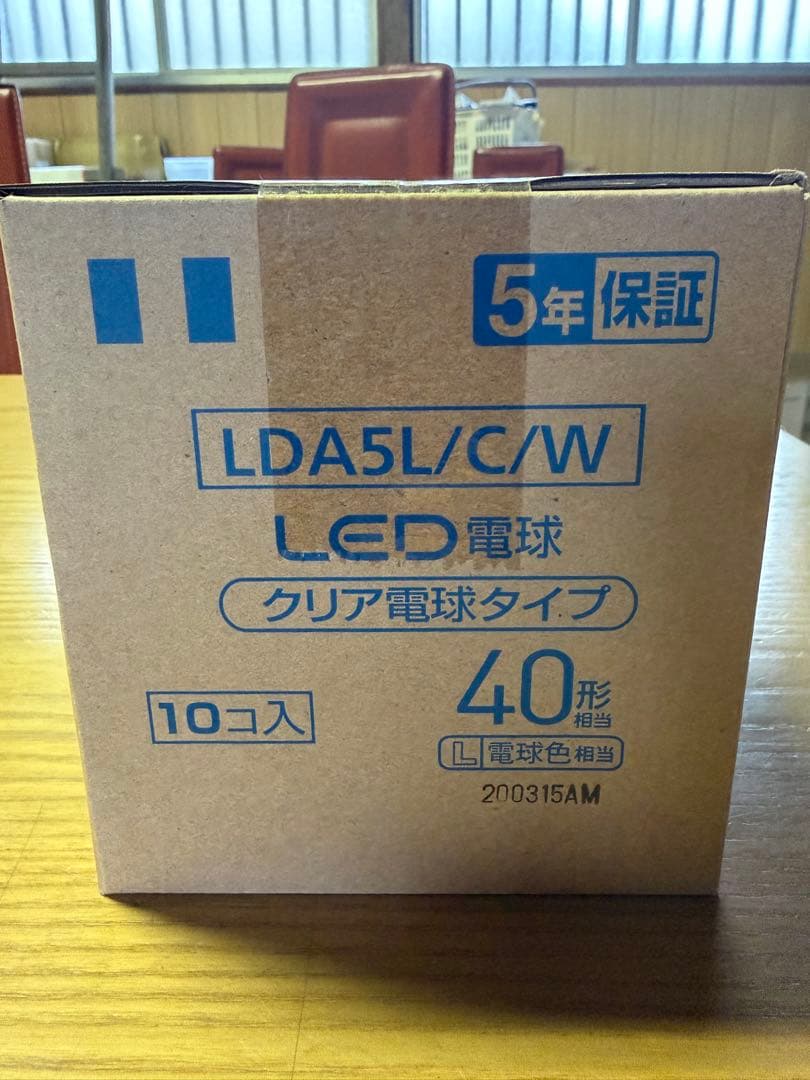 5年保証
LDA5L/C/W
LED電球
クリア電球タイプ
40形相当
10コ入
L 電球色相当
200315AM